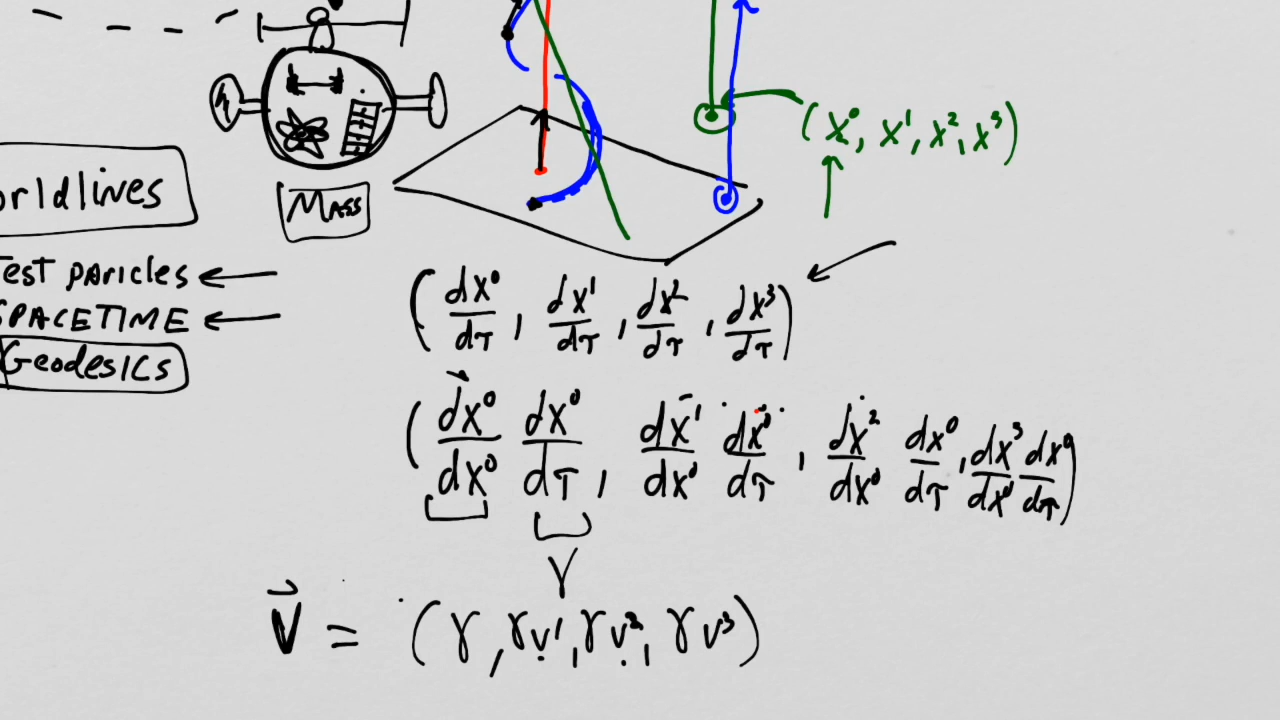 (x⁰, x¹, x², x³)
orldlines
Mass
Test paricles
SPACETIME
Geodesics
(dx⁰/dτ, dx¹/dτ, dx²/dτ, dx³/dτ)
(dx⁰/dx⁰ dx⁰/dτ, dx¹/dx⁰ dx⁰/dτ, dx²/dx⁰ dx⁰/dτ, dx³/dx⁰ dx⁰/dτ)
γ
V⃗ = (γ, γv¹, γv², γv³)